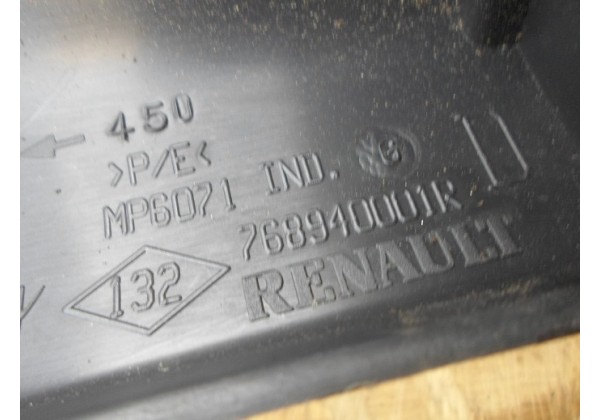 450
>P/E<
MP6071 IND.
768940001R
132
RENAULT